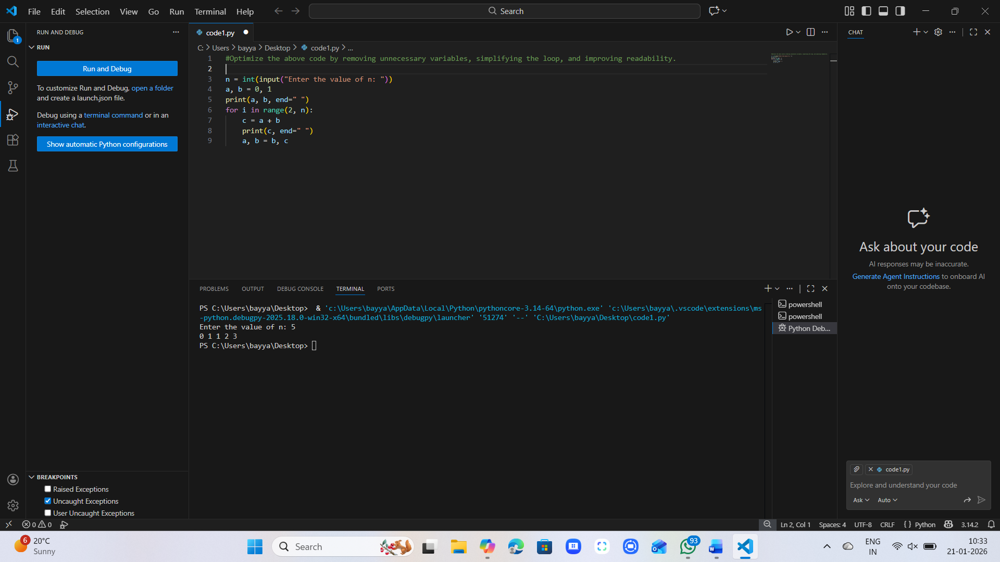 File Edit Selection View Go Run Terminal Help
Search
RUN AND DEBUG
RUN
Run and Debug
To customize Run and Debug, open a folder
and create a launch.json file.
Debug using a terminal command or in an
interactive chat.
Show automatic Python configurations
BREAKPOINTS
Raised Exceptions
Uncaught Exceptions
User Uncaught Exceptions
1
code1.py
C: > Users > bayya > Desktop > code1.py > ...
1 #Optimize the above code by removing unnecessary variables, simplifying the loop, and improving readability.
2
3 n = int(input("Enter the value of n: "))
4 a, b = 0, 1
5 print(a, b, end=" ")
6 for i in range(2, n):
7 c = a + b
8 print(c, end=" ")
9 a, b = b, c
PROBLEMS OUTPUT DEBUG CONSOLE TERMINAL PORTS
PS C:\Users\bayya\Desktop> & 'c:\Users\bayya\AppData\Local\Python\pythoncore-3.14-64\python.exe' 'c:\Users\bayya\.vscode\extensions\ms
-python.debugpy-2025.18.0-win32-x64\bundled\libs\debugpy\launcher' '51274' '--' 'C:\Users\bayya\Desktop\code1.py'
Enter the value of n: 5
0 1 1 2 3
PS C:\Users\bayya\Desktop>
powershell
powershell
Python Deb...
CHAT
Ask about your code
AI responses may be inaccurate.
Generate Agent Instructions to onboard AI
onto your codebase.
code1.py
Explore and understand your code
Ask Auto
0 0
Ln 2, Col 1 Spaces: 4 UTF-8 CRLF { } Python 3.14.2
6
20°C
Sunny
Search
93
ENG
IN
10:33
21-01-2026